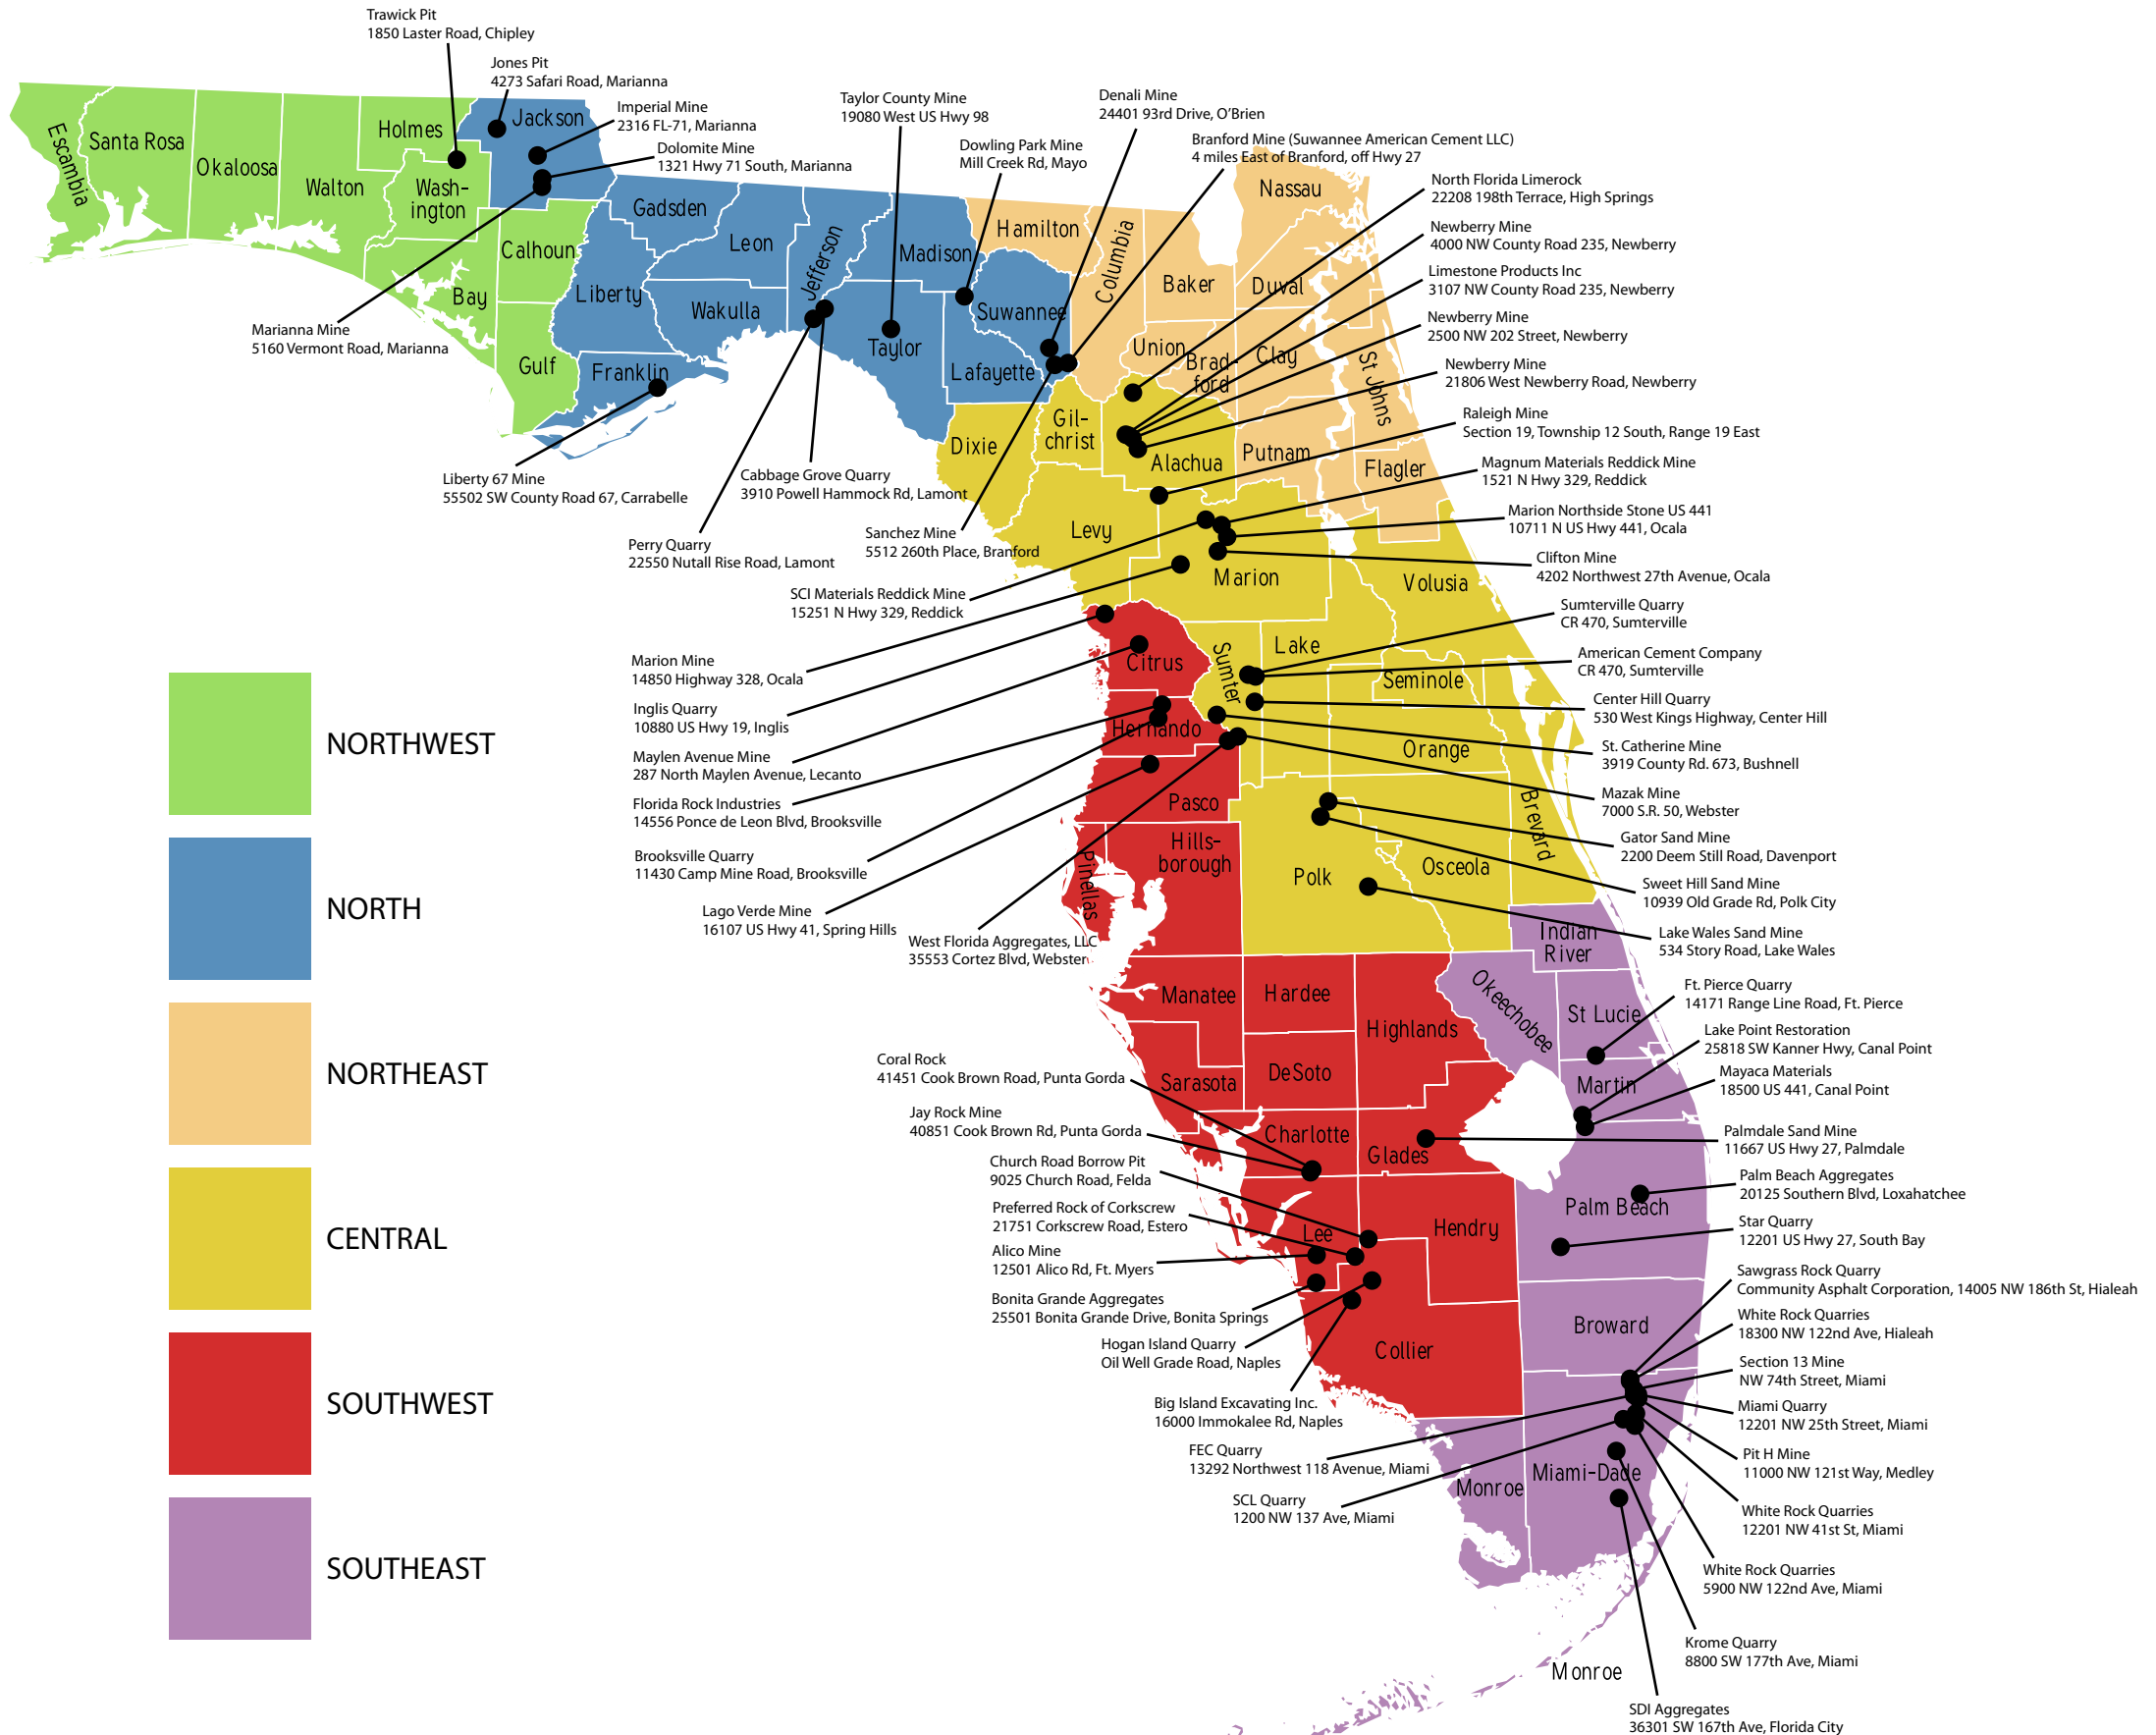 Trawick Pit
1850 Laster Road, Chipley
Jones Pit
4273 Safari Road, Marianna
Imperial Mine
2316 FL-71, Marianna
Dolomite Mine
1321 Hwy 71 South, Marianna
Taylor County Mine
19080 West US Hwy 98
Dowling Park Mine
Mill Creek Rd, Mayo
Denali Mine
24401 93rd Drive, O’Brien
Branford Mine (Suwannee American Cement LLC)
4 miles East of Branford, off Hwy 27
North Florida Limerock
22208 198th Terrace, High Springs
Newberry Mine
4000 NW County Road 235, Newberry
Limestone Products Inc
3107 NW County Road 235, Newberry
Newberry Mine
2500 NW 202 Street, Newberry
Newberry Mine
21806 West Newberry Road, Newberry
Raleigh Mine
Section 19, Township 12 South, Range 19 East
Magnum Materials Reddick Mine
1521 N Hwy 329, Reddick
Marion Northside Stone US 441
10711 N US Hwy 441, Ocala
Clifton Mine
4202 Northwest 27th Avenue, Ocala
Sumterville Quarry
CR 470, Sumterville
American Cement Company
CR 470, Sumterville
Center Hill Quarry
530 West Kings Highway, Center Hill
St. Catherine Mine
3919 County Rd. 673, Bushnell
Mazak Mine
7000 S.R. 50, Webster
Gator Sand Mine
2200 Deem Still Road, Davenport
Sweet Hill Sand Mine
10939 Old Grade Rd, Polk City
Lake Wales Sand Mine
534 Story Road, Lake Wales
Ft. Pierce Quarry
14171 Range Line Road, Ft. Pierce
Lake Point Restoration
25818 SW Kanner Hwy, Canal Point
Mayaca Materials
18500 US 441, Canal Point
Palmdale Sand Mine
11667 US Hwy 27, Palmdale
Palm Beach Aggregates
20125 Southern Blvd, Loxahatchee
Star Quarry
12201 US Hwy 27, South Bay
Sawgrass Rock Quarry
Community Asphalt Corporation, 14005 NW 186th St, Hialeah
White Rock Quarries
18300 NW 122nd Ave, Hialeah
Section 13 Mine
NW 74th Street, Miami
Miami Quarry
12201 NW 25th Street, Miami
Pit H Mine
11000 NW 121st Way, Medley
White Rock Quarries
12201 NW 41st St, Miami
White Rock Quarries
5900 NW 122nd Ave, Miami
Krome Quarry
8800 SW 177th Ave, Miami
SDI Aggregates
36301 SW 167th Ave, Florida City
Marianna Mine
5160 Vermont Road, Marianna
Liberty 67 Mine
55502 SW County Road 67, Carrabelle
Perry Quarry
22550 Nutall Rise Road, Lamont
Cabbage Grove Quarry
3910 Powell Hammock Rd, Lamont
Sanchez Mine
5512 260th Place, Branford
SCI Materials Reddick Mine
15251 N Hwy 329, Reddick
Marion Mine
14850 Highway 328, Ocala
Inglis Quarry
10880 US Hwy 19, Inglis
Maylen Avenue Mine
287 North Maylen Avenue, Lecanto
Florida Rock Industries
14556 Ponce de Leon Blvd, Brooksville
Brooksville Quarry
11430 Camp Mine Road, Brooksville
Lago Verde Mine
16107 US Hwy 41, Spring Hills
West Florida Aggregates, LLC
35553 Cortez Blvd, Webster
Coral Rock
41451 Cook Brown Road, Punta Gorda
Jay Rock Mine
40851 Cook Brown Rd, Punta Gorda
Church Road Borrow Pit
9025 Church Road, Felda
Preferred Rock of Corkscrew
21751 Corkscrew Road, Estero
Alico Mine
12501 Alico Rd, Ft. Myers
Bonita Grande Aggregates
25501 Bonita Grande Drive, Bonita Springs
Hogan Island Quarry
Oil Well Grade Road, Naples
Big Island Excavating Inc.
16000 Immokalee Rd, Naples
FEC Quarry
13292 Northwest 118 Avenue, Miami
SCL Quarry
1200 NW 137 Ave, Miami
Escambia
Santa Rosa
Okaloosa
Walton
Holmes
Wash-
ington
Jackson
Calhoun
Bay
Gulf
Gadsden
Liberty
Franklin
Leon
Wakulla
Jefferson
Madison
Taylor
Hamilton
Suwannee
Lafayette
Columbia
Baker
Nassau
Duval
Union
Brad-
ford
Clay
St Johns
Putnam
Flagler
Dixie
Gil-
christ
Alachua
Levy
Marion
Volusia
Citrus
Sumter
Lake
Seminole
Hernando
Orange
Pasco
Brevard
Hills-
borough
Pinellas
Polk
Osceola
Indian
River
Manatee
Hardee
Highlands
Okeechobee
St Lucie
Sarasota
DeSoto
Martin
Charlotte
Glades
Lee
Hendry
Palm Beach
Collier
Broward
Miami-Dade
Monroe
Monroe
NORTHWEST
NORTH
NORTHEAST
CENTRAL
SOUTHWEST
SOUTHEAST